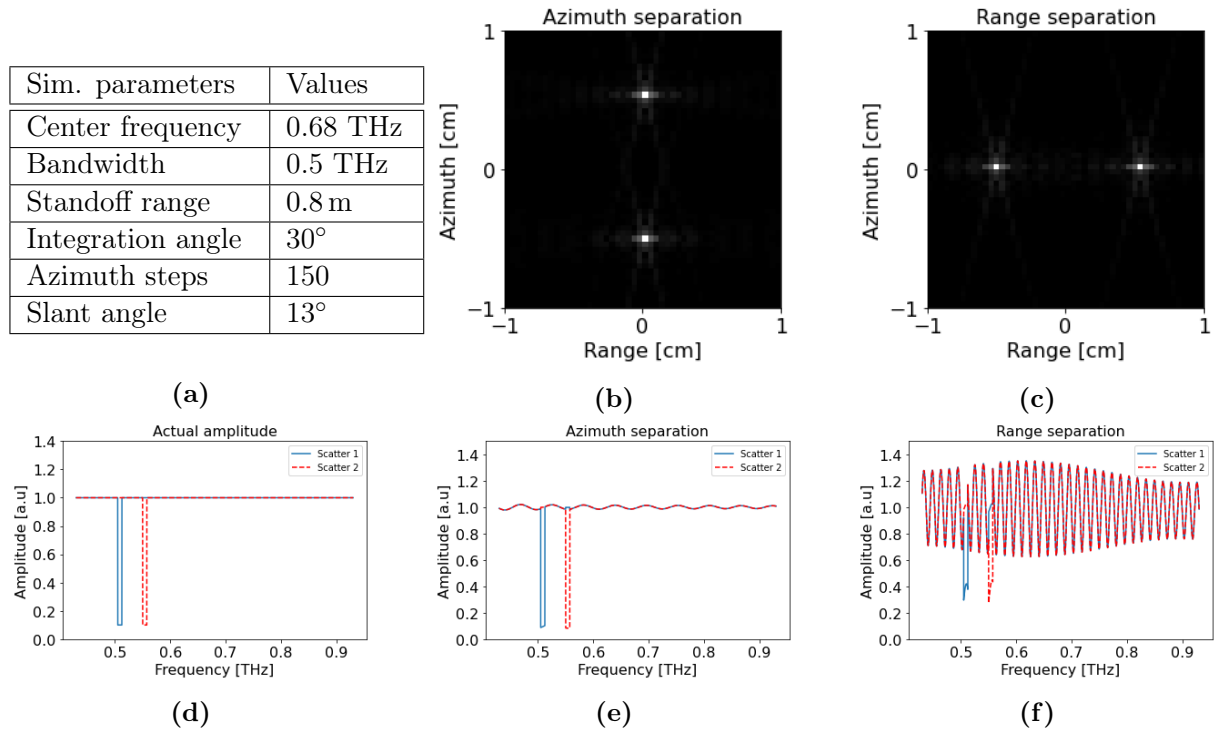 Sim. parameters Values
Center frequency 0.68 THz
Bandwidth 0.5 THz
Standoff range 0.8 m
Integration angle 30°
Azimuth steps 150
Slant angle 13°
(a)
Azimuth separation
1
0
−1
Azimuth [cm]
−1 0 1
Range [cm]
(b)
Range separation
1
0
−1
Azimuth [cm]
−1 0 1
Range [cm]
(c)
Actual amplitude
1.4
1.2
1.0
0.8
0.6
0.4
0.2
0.0
Amplitude [a.u]
Scatter 1
Scatter 2
0.5 0.6 0.7 0.8 0.9
Frequency [THz]
(d)
Azimuth separation
1.4
1.2
1.0
0.8
0.6
0.4
0.2
0.0
Amplitude [a.u]
Scatter 1
Scatter 2
0.5 0.6 0.7 0.8 0.9
Frequency [THz]
(e)
Range separation
1.4
1.2
1.0
0.8
0.6
0.4
0.2
0.0
Amplitude [a.u]
Scatter 1
Scatter 2
0.5 0.6 0.7 0.8 0.9
Frequency [THz]
(f)